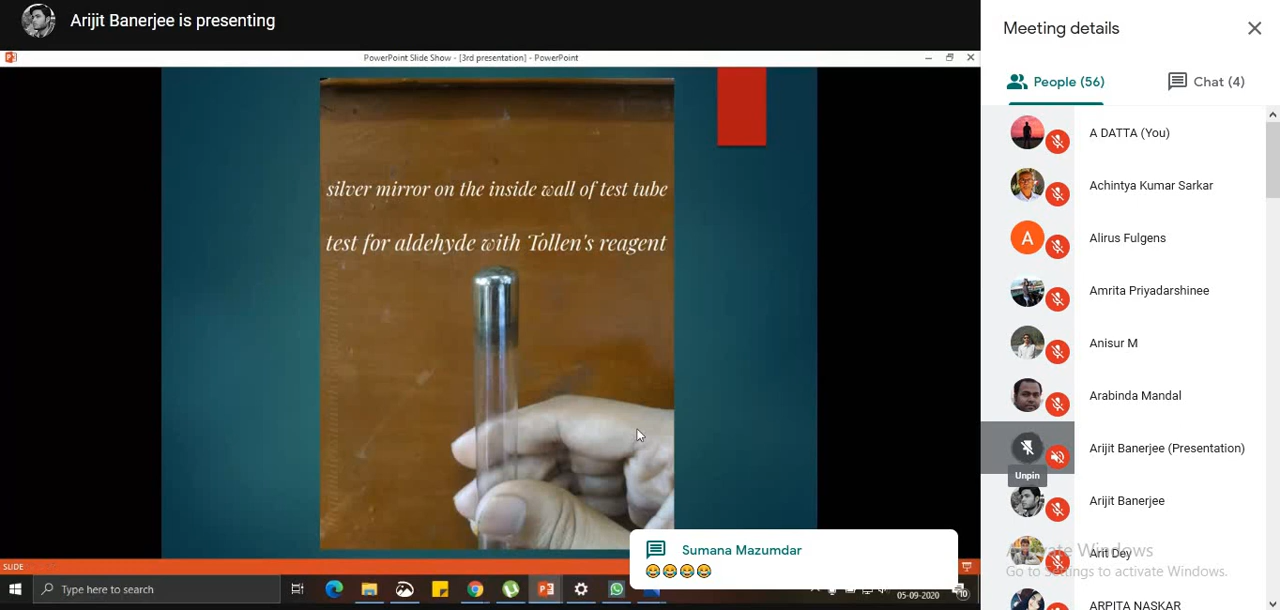 Arijit Banerjee is presenting
PowerPoint Slide Show - [3rd presentation] - PowerPoint
silver mirror on the inside wall of test tube
test for aldehyde with Tollen's reagent
Sumana Mazumdar
😂😂😂😂
SLIDE
Type here to search
05-09-2020
10
Meeting details
People (56)
Chat (4)
A DATTA (You)
Achintya Kumar Sarkar
A
Alirus Fulgens
Amrita Priyadarshinee
Anisur M
Arabinda Mandal
Arijit Banerjee (Presentation)
Unpin
Arijit Banerjee
Arit Dey
Activate Windows
Go to Settings to activate Windows.
ARPITA NASKAR